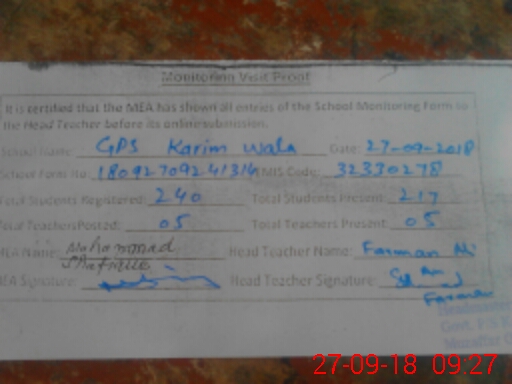 Monitoring Visit Proof
It is certified that the MEA has shown all entries of the School Monitoring Form to
the Head Teacher before its online submission.
School Name: GPS Karim wala Date: 27-09-2018
School Form No: EMIS Code: 32330278
Total Students Registered: 240 Total Students Present: 217
Total Teachers Posted: 05 Total Teachers Present: 05
MEA Name: Mohammad Head Teacher Name: Farman Ali
MEA Signature: Head Teacher Signature:
Headmaster
Govt. P/S
27-09-18 09:27